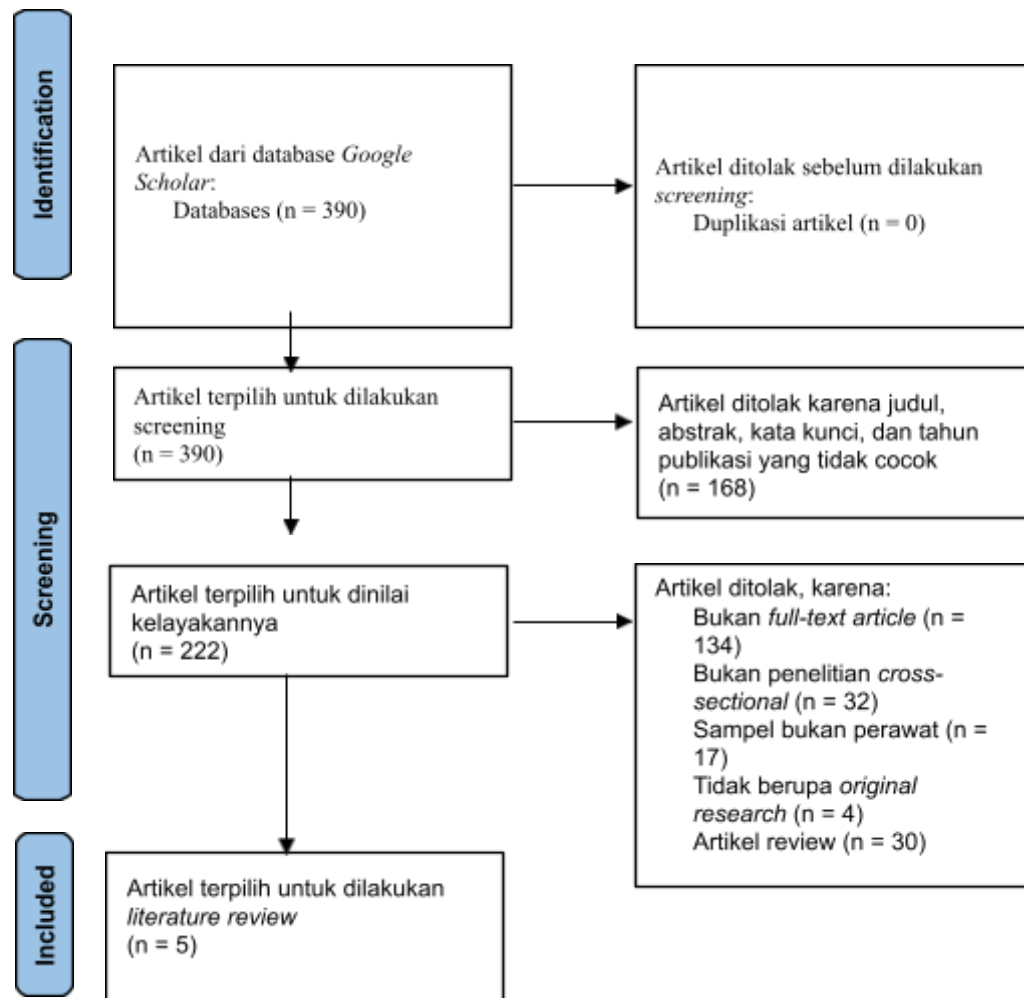 Identification
Artikel dari database Google
Scholar:
Databases (n = 390)
Artikel ditolak sebelum dilakukan
screening:
Duplikasi artikel (n = 0)
Screening
Artikel terpilih untuk dilakukan
screening
(n = 390)
Artikel ditolak karena judul,
abstrak, kata kunci, dan tahun
publikasi yang tidak cocok
(n = 168)
Artikel terpilih untuk dinilai
kelayakannya
(n = 222)
Artikel ditolak, karena:
Bukan full-text article (n =
134)
Bukan penelitian cross-
sectional (n = 32)
Sampel bukan perawat (n =
17)
Tidak berupa original
research (n = 4)
Artikel review (n = 30)
Included
Artikel terpilih untuk dilakukan
literature review
(n = 5)